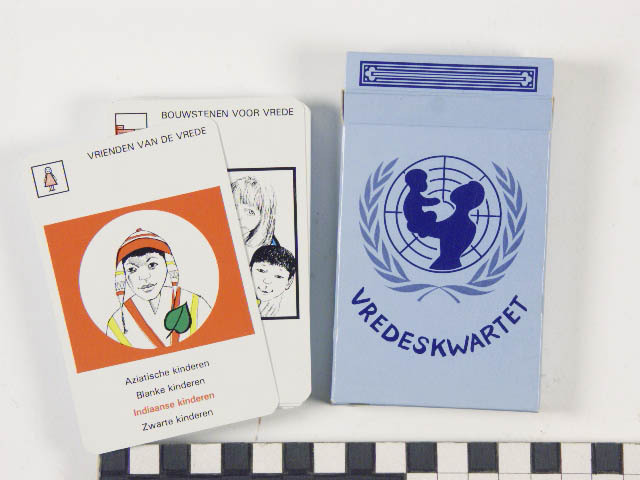 VRIENDEN VAN DE VREDE
Aziatische kinderen
Blanke kinderen
Indiaanse kinderen
Zwarte kinderen
BOUWSTENEN VOOR VREDE
VREDESKWARTET